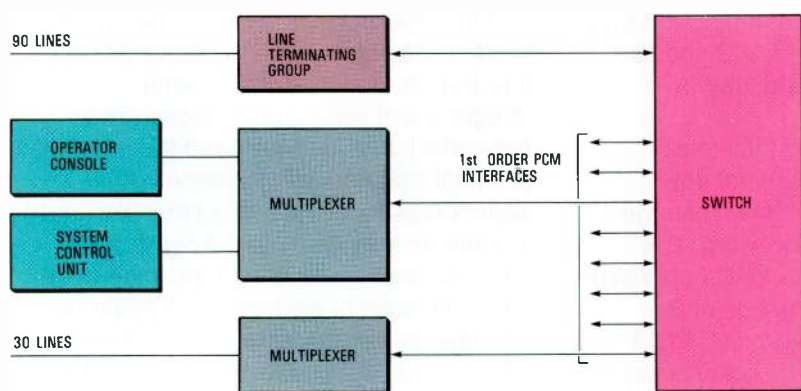 90 LINES
LINE
TERMINATING
GROUP
OPERATOR
CONSOLE
SYSTEM
CONTROL
UNIT
MULTIPLEXER
1st ORDER PCM
INTERFACES
SWITCH
30 LINES
MULTIPLEXER